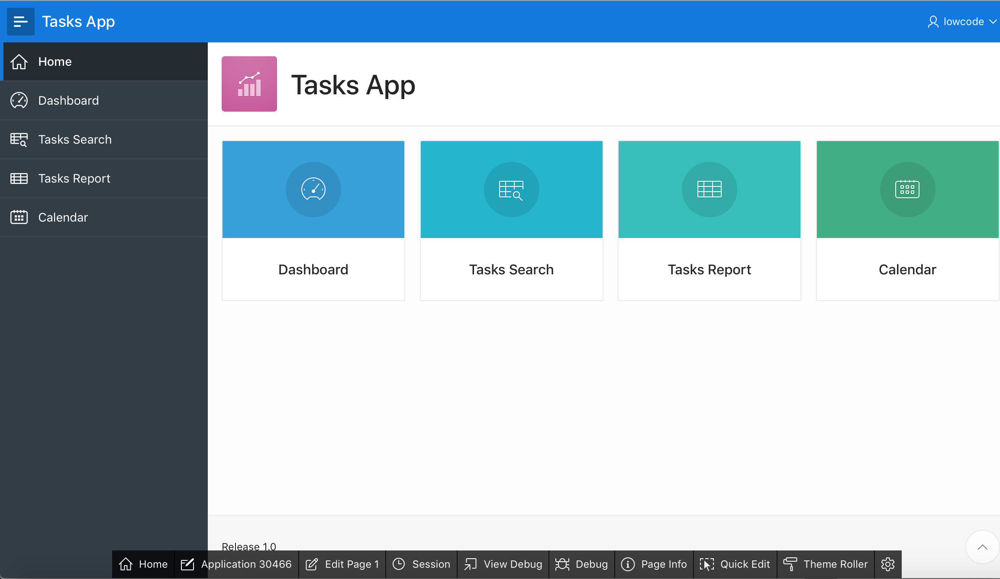 Tasks App
lowcode
Home
Dashboard
Tasks Search
Tasks Report
Calendar
Tasks App
Dashboard
Tasks Search
Tasks Report
Calendar
Release 1.0
Home
Application 30466
Edit Page 1
Session
View Debug
Debug
Page Info
Quick Edit
Theme Roller